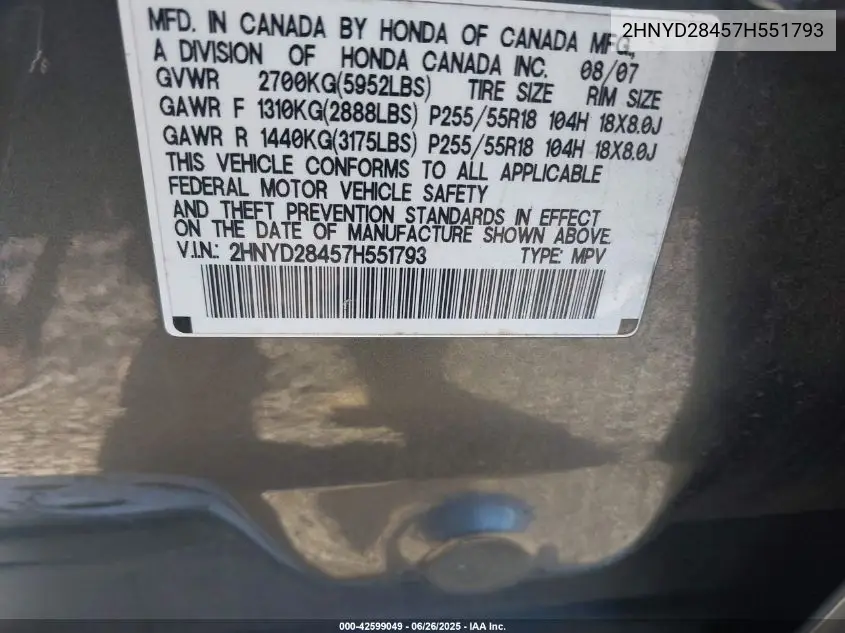 2HNYD28457H551793
MFD. IN CANADA BY HONDA OF CANADA MFG.,
A DIVISION OF HONDA CANADA INC. 08/07
GVWR 2700KG(5952LBS) TIRE SIZE RIM SIZE
GAWR F 1310KG(2888LBS) P255/55R18 104H 18X8.0J
GAWR R 1440KG(3175LBS) P255/55R18 104H 18X8.0J
THIS VEHICLE CONFORMS TO ALL APPLICABLE
FEDERAL MOTOR VEHICLE SAFETY
AND THEFT PREVENTION STANDARDS IN EFFECT
ON THE DATE OF MANUFACTURE SHOWN ABOVE.
V.I.N.: 2HNYD28457H551793 TYPE: MPV
000-42599049 - 06/26/2025 - IAA Inc.